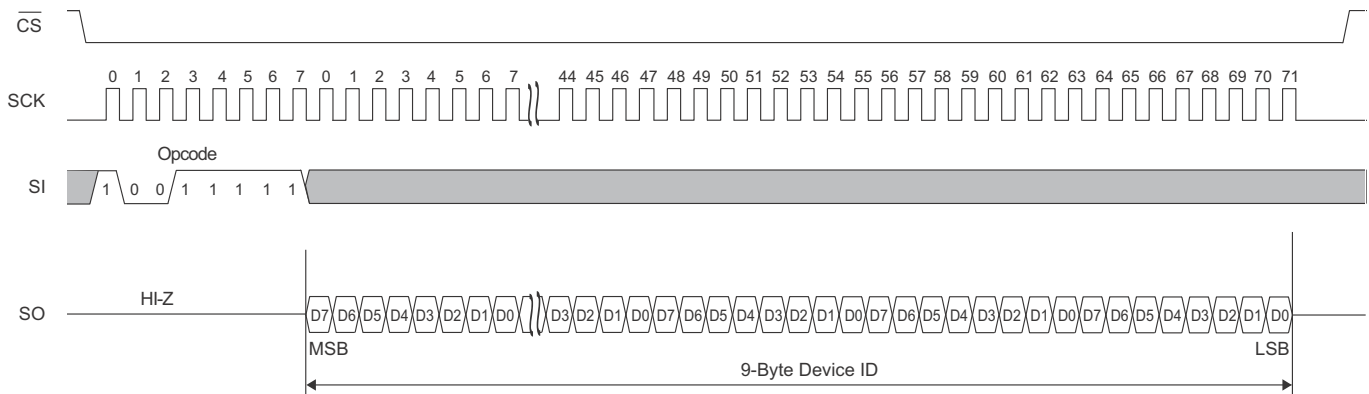 CS
0 1 2 3 4 5 6 7 0 1 2 3 4 5 6 7 44 45 46 47 48 49 50 51 52 53 54 55 56 57 58 59 60 61 62 63 64 65 66 67 68 69 70 71
SCK
Opcode
SI 1 0 0 1 1 1 1 1
HI-Z
SO D7 D6 D5 D4 D3 D2 D1 D0 D3 D2 D1 D0 D7 D6 D5 D4 D3 D2 D1 D0 D7 D6 D5 D4 D3 D2 D1 D0 D7 D6 D5 D4 D3 D2 D1 D0
MSB LSB
9-Byte Device ID